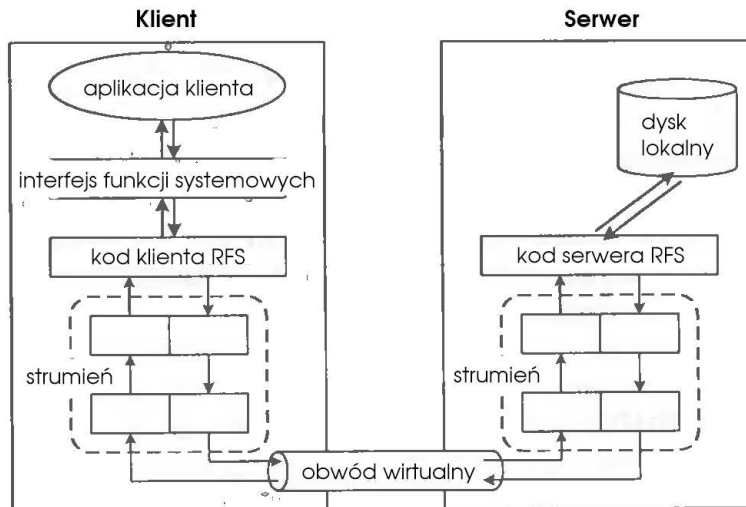 Klient
Serwer
aplikacja klienta
interfejs funkcji systemowych
kod klienta RFS
strumień
dysk
lokalny
kod serwera RFS
strumień
obwód wirtualny